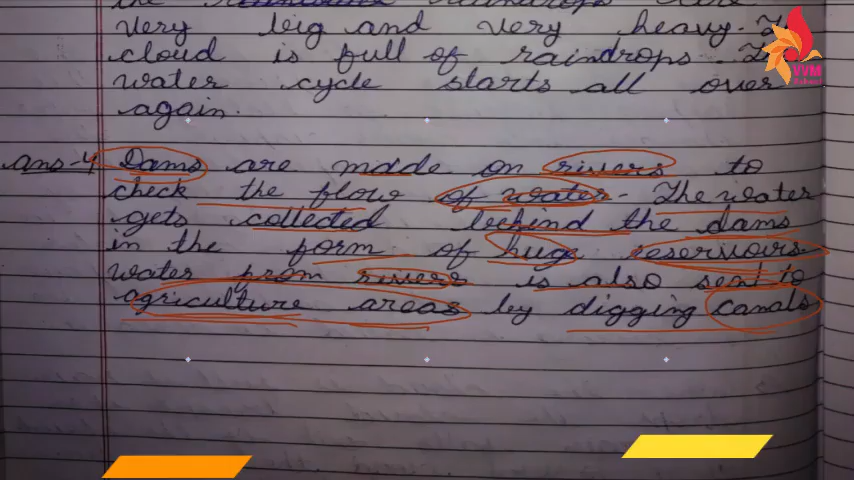 very big and very heavy. The
cloud is full of raindrops. The
water cycle starts all over
again.
ans-4 Dams are made on rivers to
check the flow of water. The water
gets collected behind the dams
in the form of huge reservoirs
water from rivers is also sent to
agriculture areas by digging canals
VVM